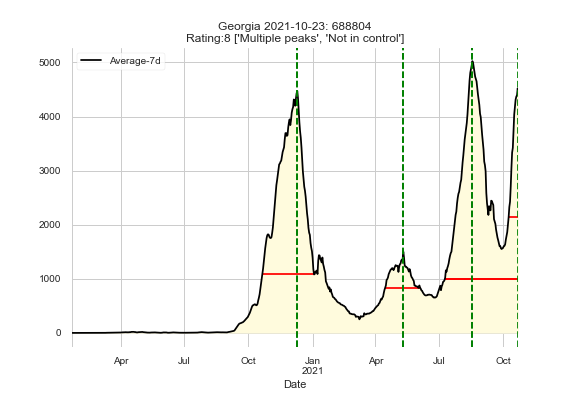 Georgia 2021-10-23: 688804
Rating:8 ['Multiple peaks', 'Not in control']
Average-7d
5000
4000
3000
2000
1000
0
Apr Jul Oct Jan Apr Jul Oct
2021
Date